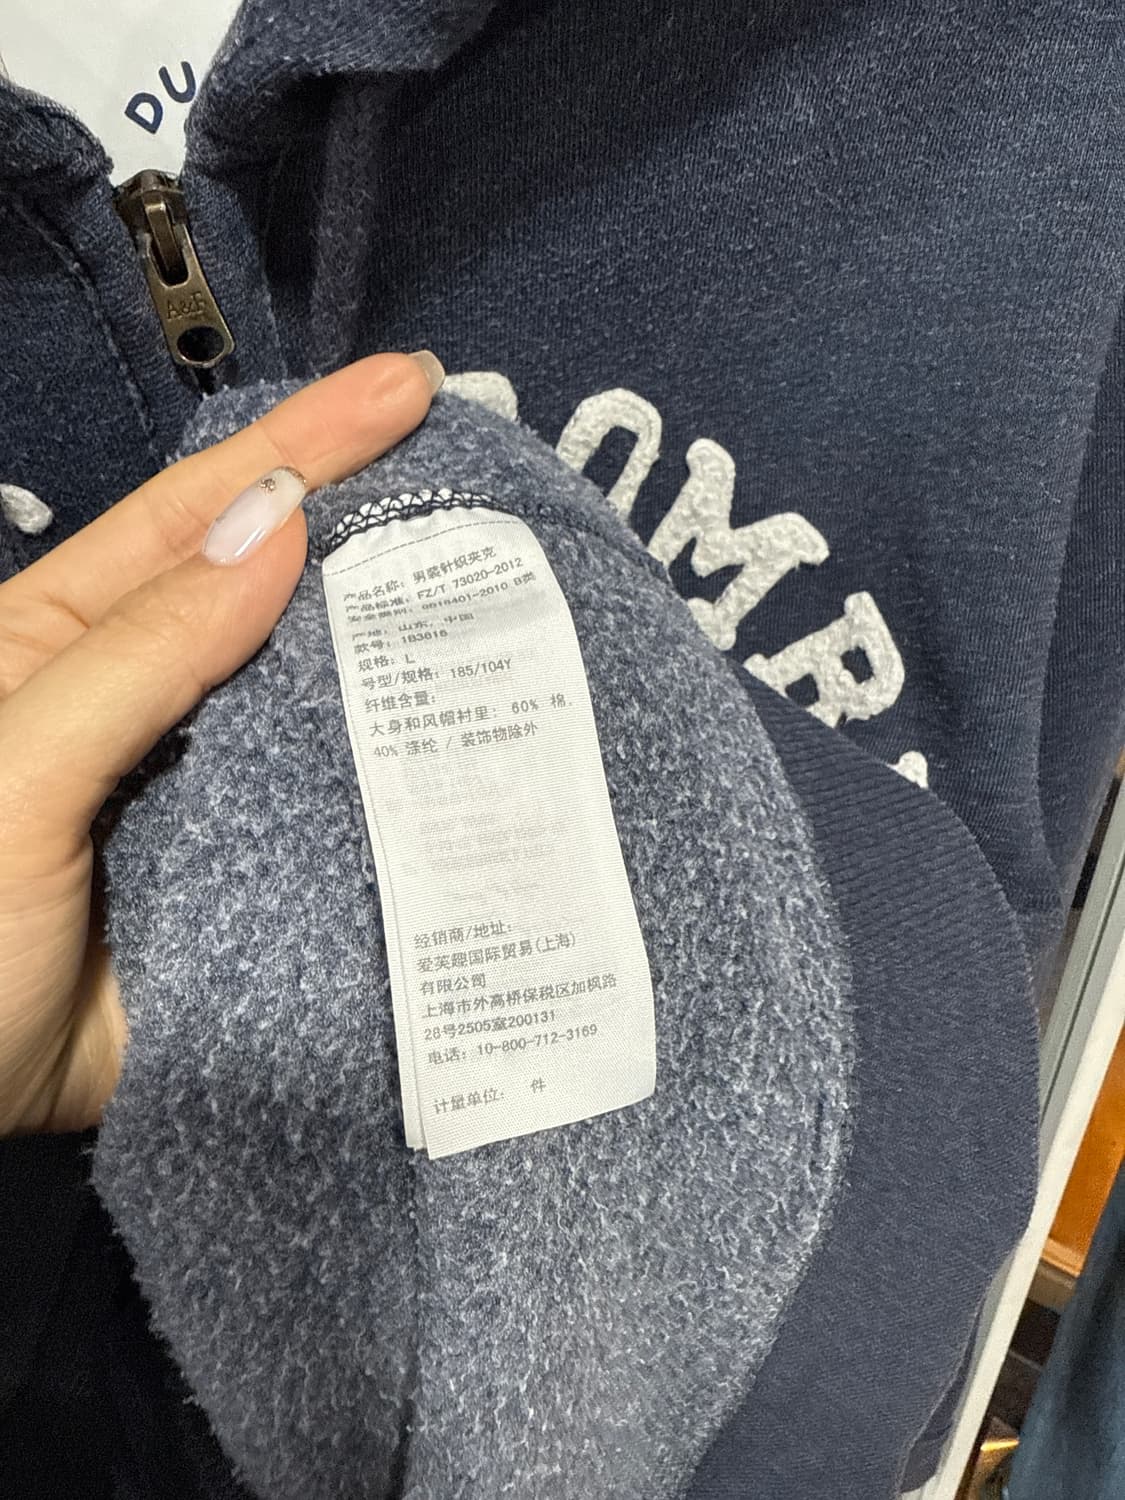 DU
A&F
OMR
产品名称：男装针织夹克
产品标准：FZ/T 73020-2012
安全类别：GB18401-2010 B类
产地：山东，中国
款号：183616
规格：L
号型/规格：185/104Y
纤维含量：
大身和风帽衬里：60% 棉，
40% 涤纶 / 装饰物除外
经销商/地址：
爱芙趣国际贸易(上海)
有限公司
上海市外高桥保税区加枫路
28号2505室200131
电话：10-800-712-3169
计量单位： 件